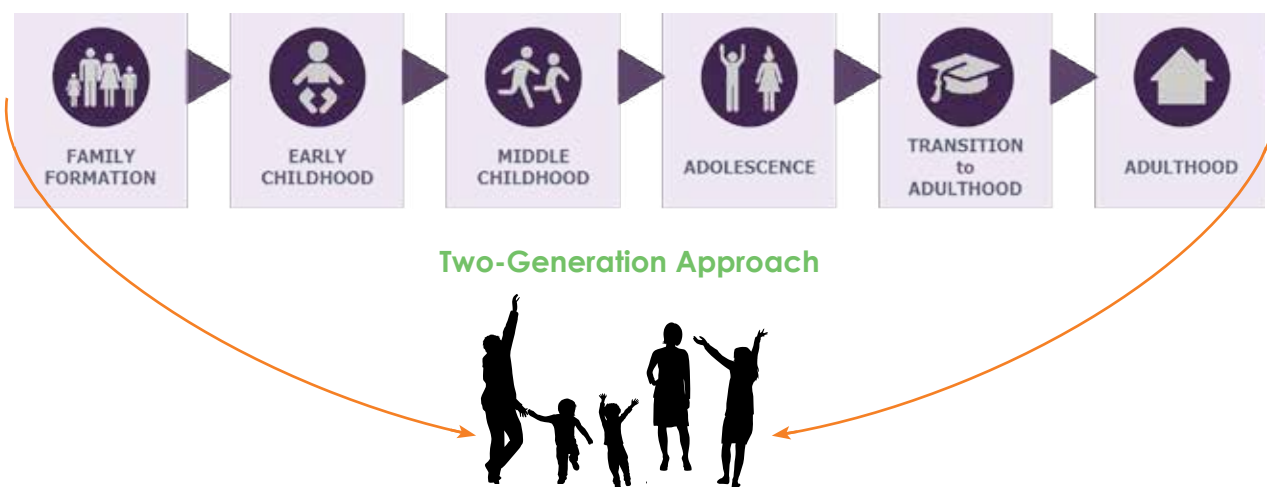 FAMILY
FORMATION
EARLY
CHILDHOOD
MIDDLE
CHILDHOOD
ADOLESCENCE
TRANSITION
to
ADULTHOOD
ADULTHOOD
Two-Generation Approach